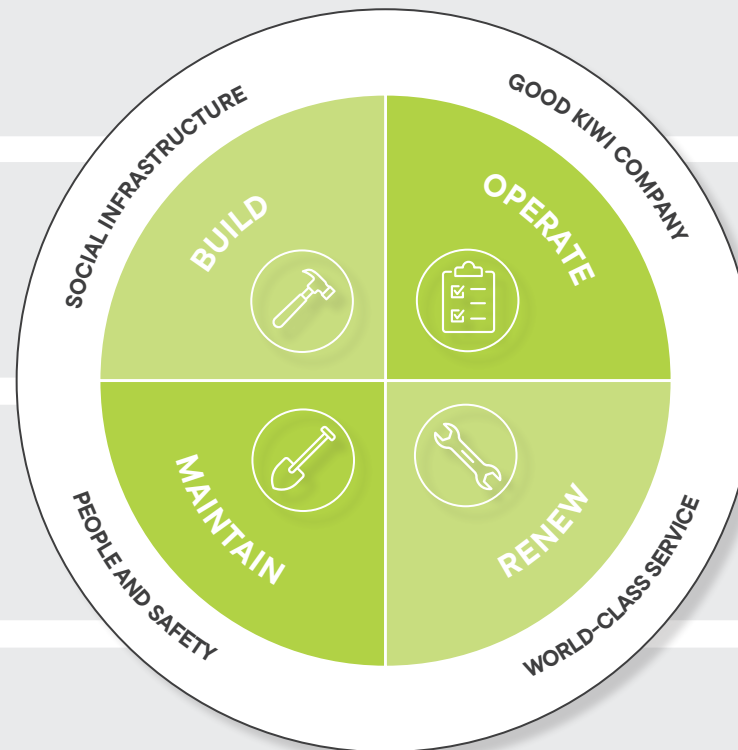 SOCIAL INFRASTRUCTURE
GOOD KIWI COMPANY
BUILD
OPERATE
MAINTAIN
RENEW
PEOPLE AND SAFETY
WORLD-CLASS SERVICE